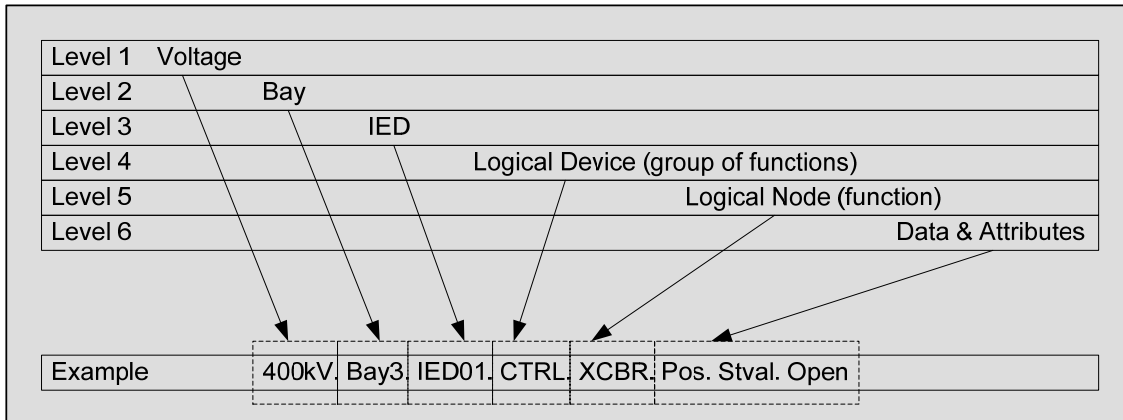 Level 1 Voltage
Level 2 Bay
Level 3 IED
Level 4 Logical Device (group of functions)
Level 5 Logical Node (function)
Level 6 Data & Attributes
Example 400kV. Bay3. IED01. CTRL. XCBR. Pos. Stval. Open